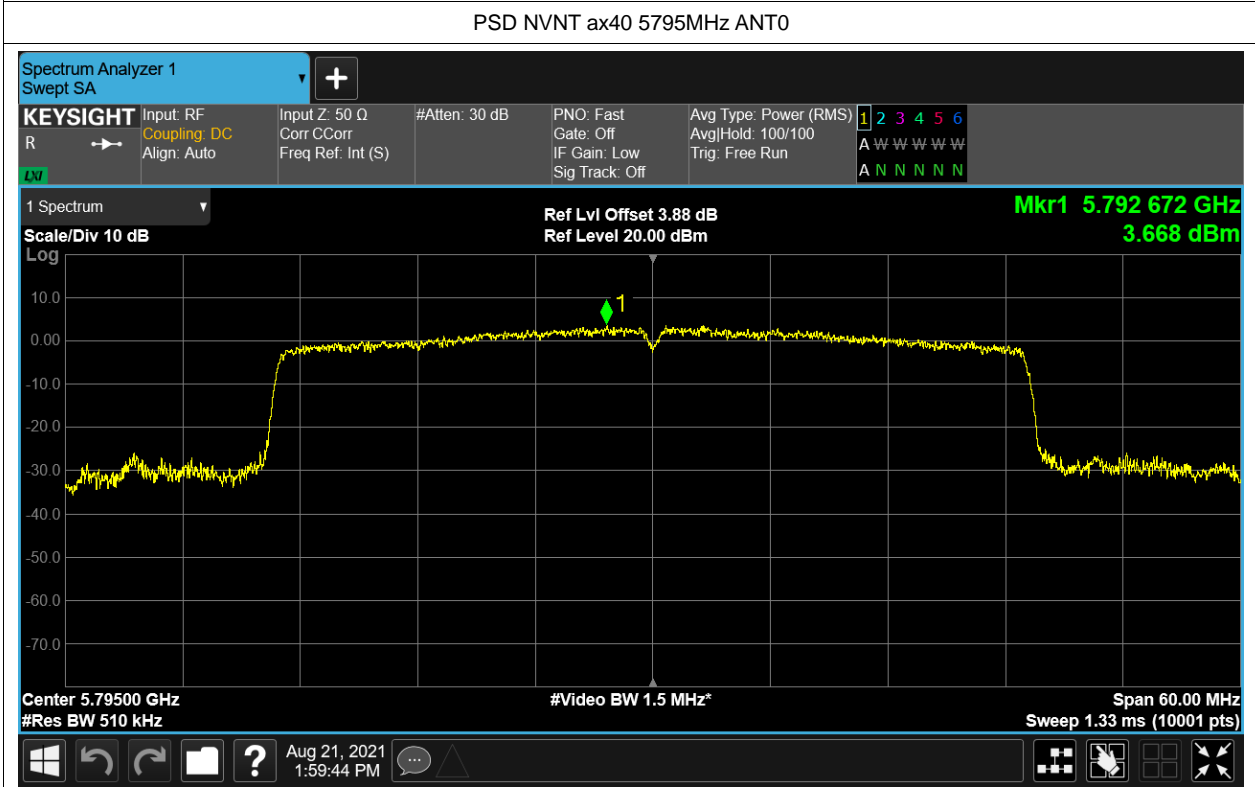 PSD NVNT ax40 5795MHz ANT0
Spectrum Analyzer 1
Swept SA
KEYSIGHT
R
LXI
Input: RF
Coupling: DC
Align: Auto
Input Z: 50 Ω
Corr CCorr
Freq Ref: Int (S)
#Atten: 30 dB
PNO: Fast
Gate: Off
IF Gain: Low
Sig Track: Off
Avg Type: Power (RMS)
Avg|Hold: 100/100
Trig: Free Run
1 2 3 4 5 6
A W W W W W
A N N N N N
1 Spectrum
Scale/Div 10 dB
Ref Lvl Offset 3.88 dB
Ref Level 20.00 dBm
Mkr1 5.792 672 GHz
3.668 dBm
Log
10.0
0.00
-10.0
-20.0
-30.0
-40.0
-50.0
-60.0
-70.0
1
Center 5.79500 GHz
#Res BW 510 kHz
#Video BW 1.5 MHz*
Span 60.00 MHz
Sweep 1.33 ms (10001 pts)
?
Aug 21, 2021
1:59:44 PM